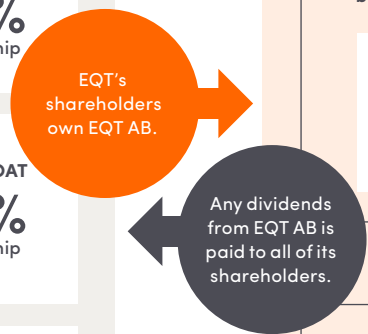 %
EQT's
shareholders
own EQT AB.
Any dividends
from EQT AB is
paid to all of its
shareholders.
%